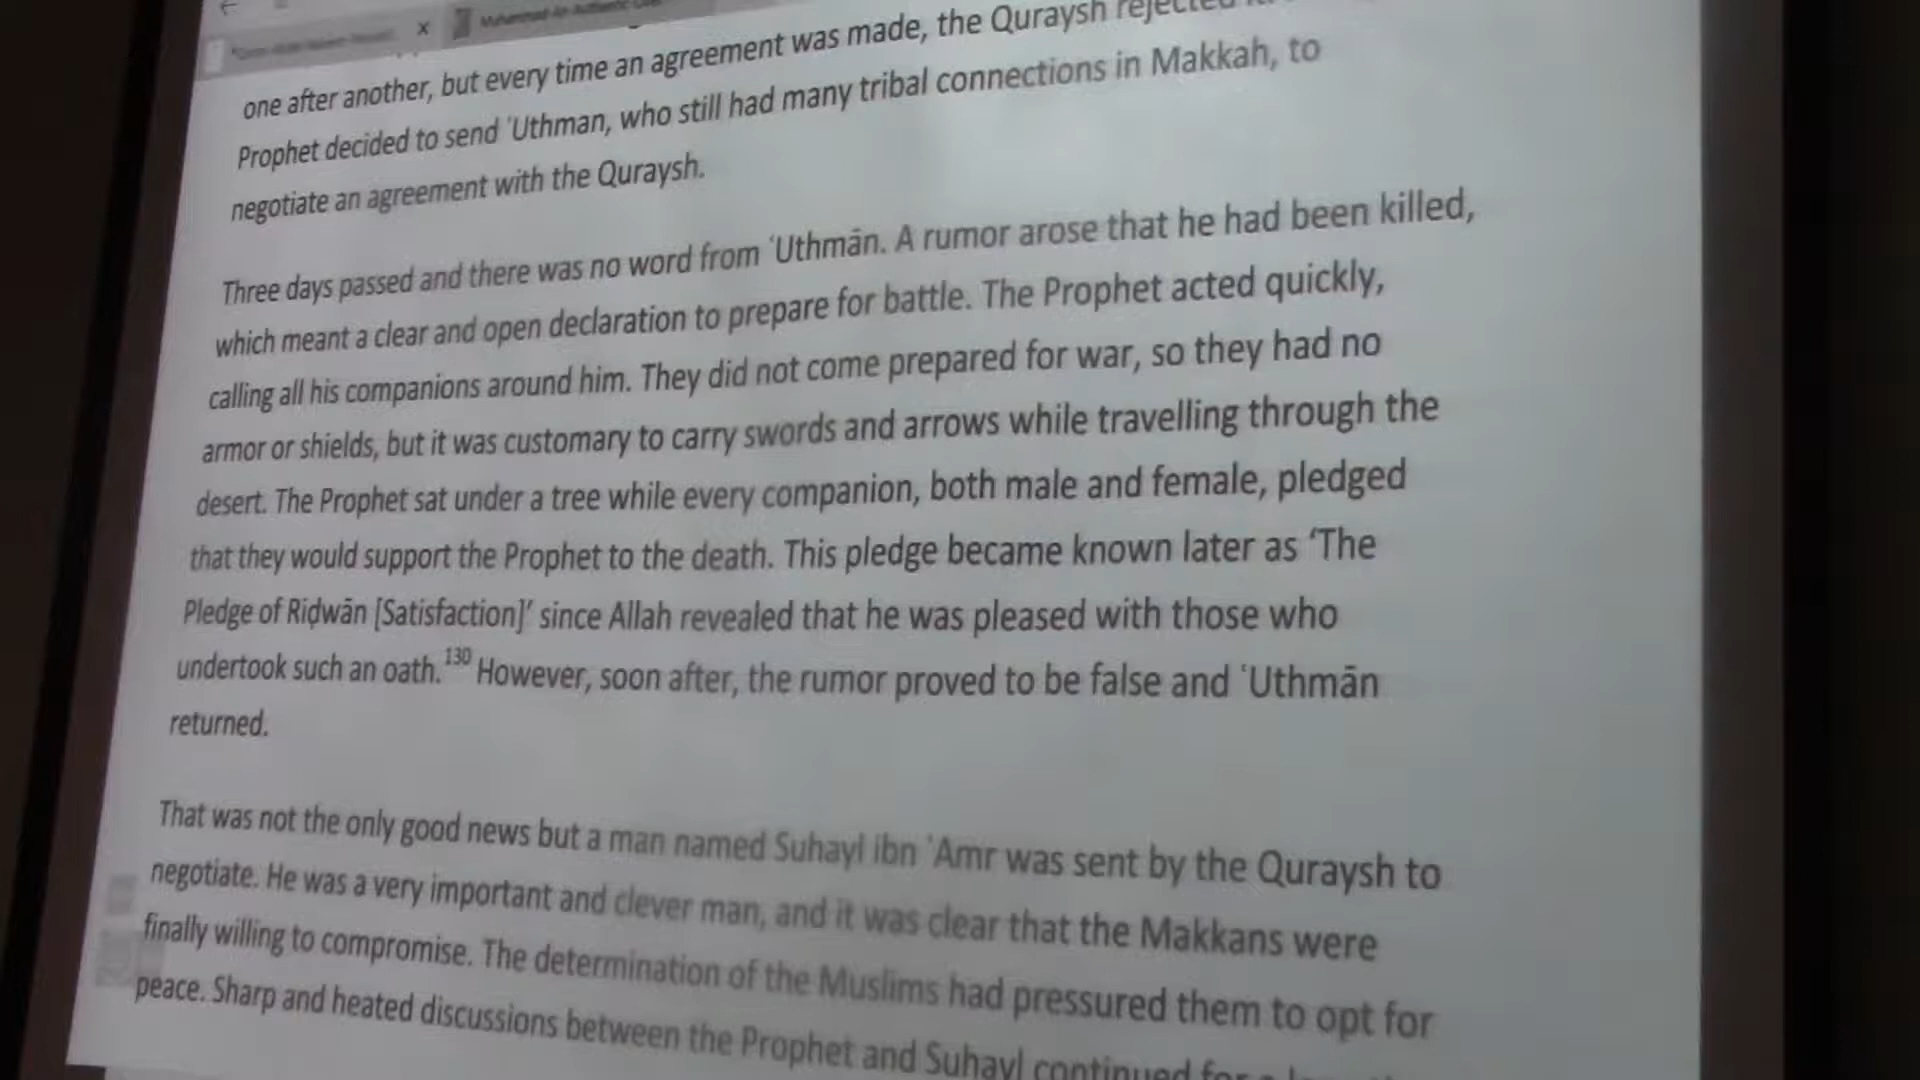 one after another, but every time an agreement was made, the Quraysh rejected
Prophet decided to send ʿUthman, who still had many tribal connections in Makkah, to
negotiate an agreement with the Quraysh.
Three days passed and there was no word from ʿUthmān. A rumor arose that he had been killed,
which meant a clear and open declaration to prepare for battle. The Prophet acted quickly,
calling all his companions around him. They did not come prepared for war, so they had no
armor or shields, but it was customary to carry swords and arrows while travelling through the
desert. The Prophet sat under a tree while every companion, both male and female, pledged
that they would support the Prophet to the death. This pledge became known later as ‘The
Pledge of Riḍwān [Satisfaction]’ since Allah revealed that he was pleased with those who
undertook such an oath.130 However, soon after, the rumor proved to be false and ʿUthmān
returned.
That was not the only good news but a man named Suhayl ibn ʿAmr was sent by the Quraysh to
negotiate. He was a very important and clever man, and it was clear that the Makkans were
finally willing to compromise. The determination of the Muslims had pressured them to opt for
peace. Sharp and heated discussions between the Prophet and Suhayl continued for a